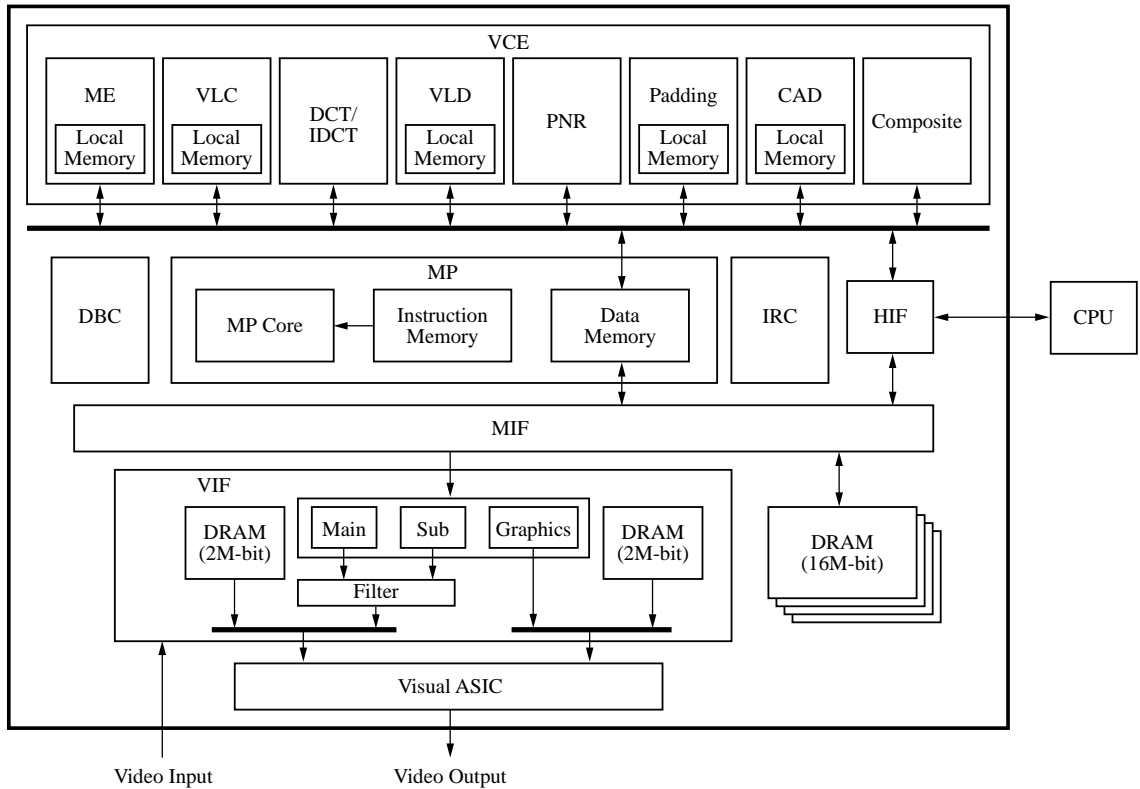 VCE
ME
Local
Memory
VLC
Local
Memory
DCT/
IDCT
VLD
Local
Memory
PNR
Padding
Local
Memory
CAD
Local
Memory
Composite
DBC
MP
MP Core
Instruction
Memory
Data
Memory
IRC
HIF
CPU
MIF
VIF
DRAM
(2M-bit)
Main
Sub
Graphics
DRAM
(2M-bit)
Filter
DRAM
(16M-bit)
Visual ASIC
Video Input
Video Output